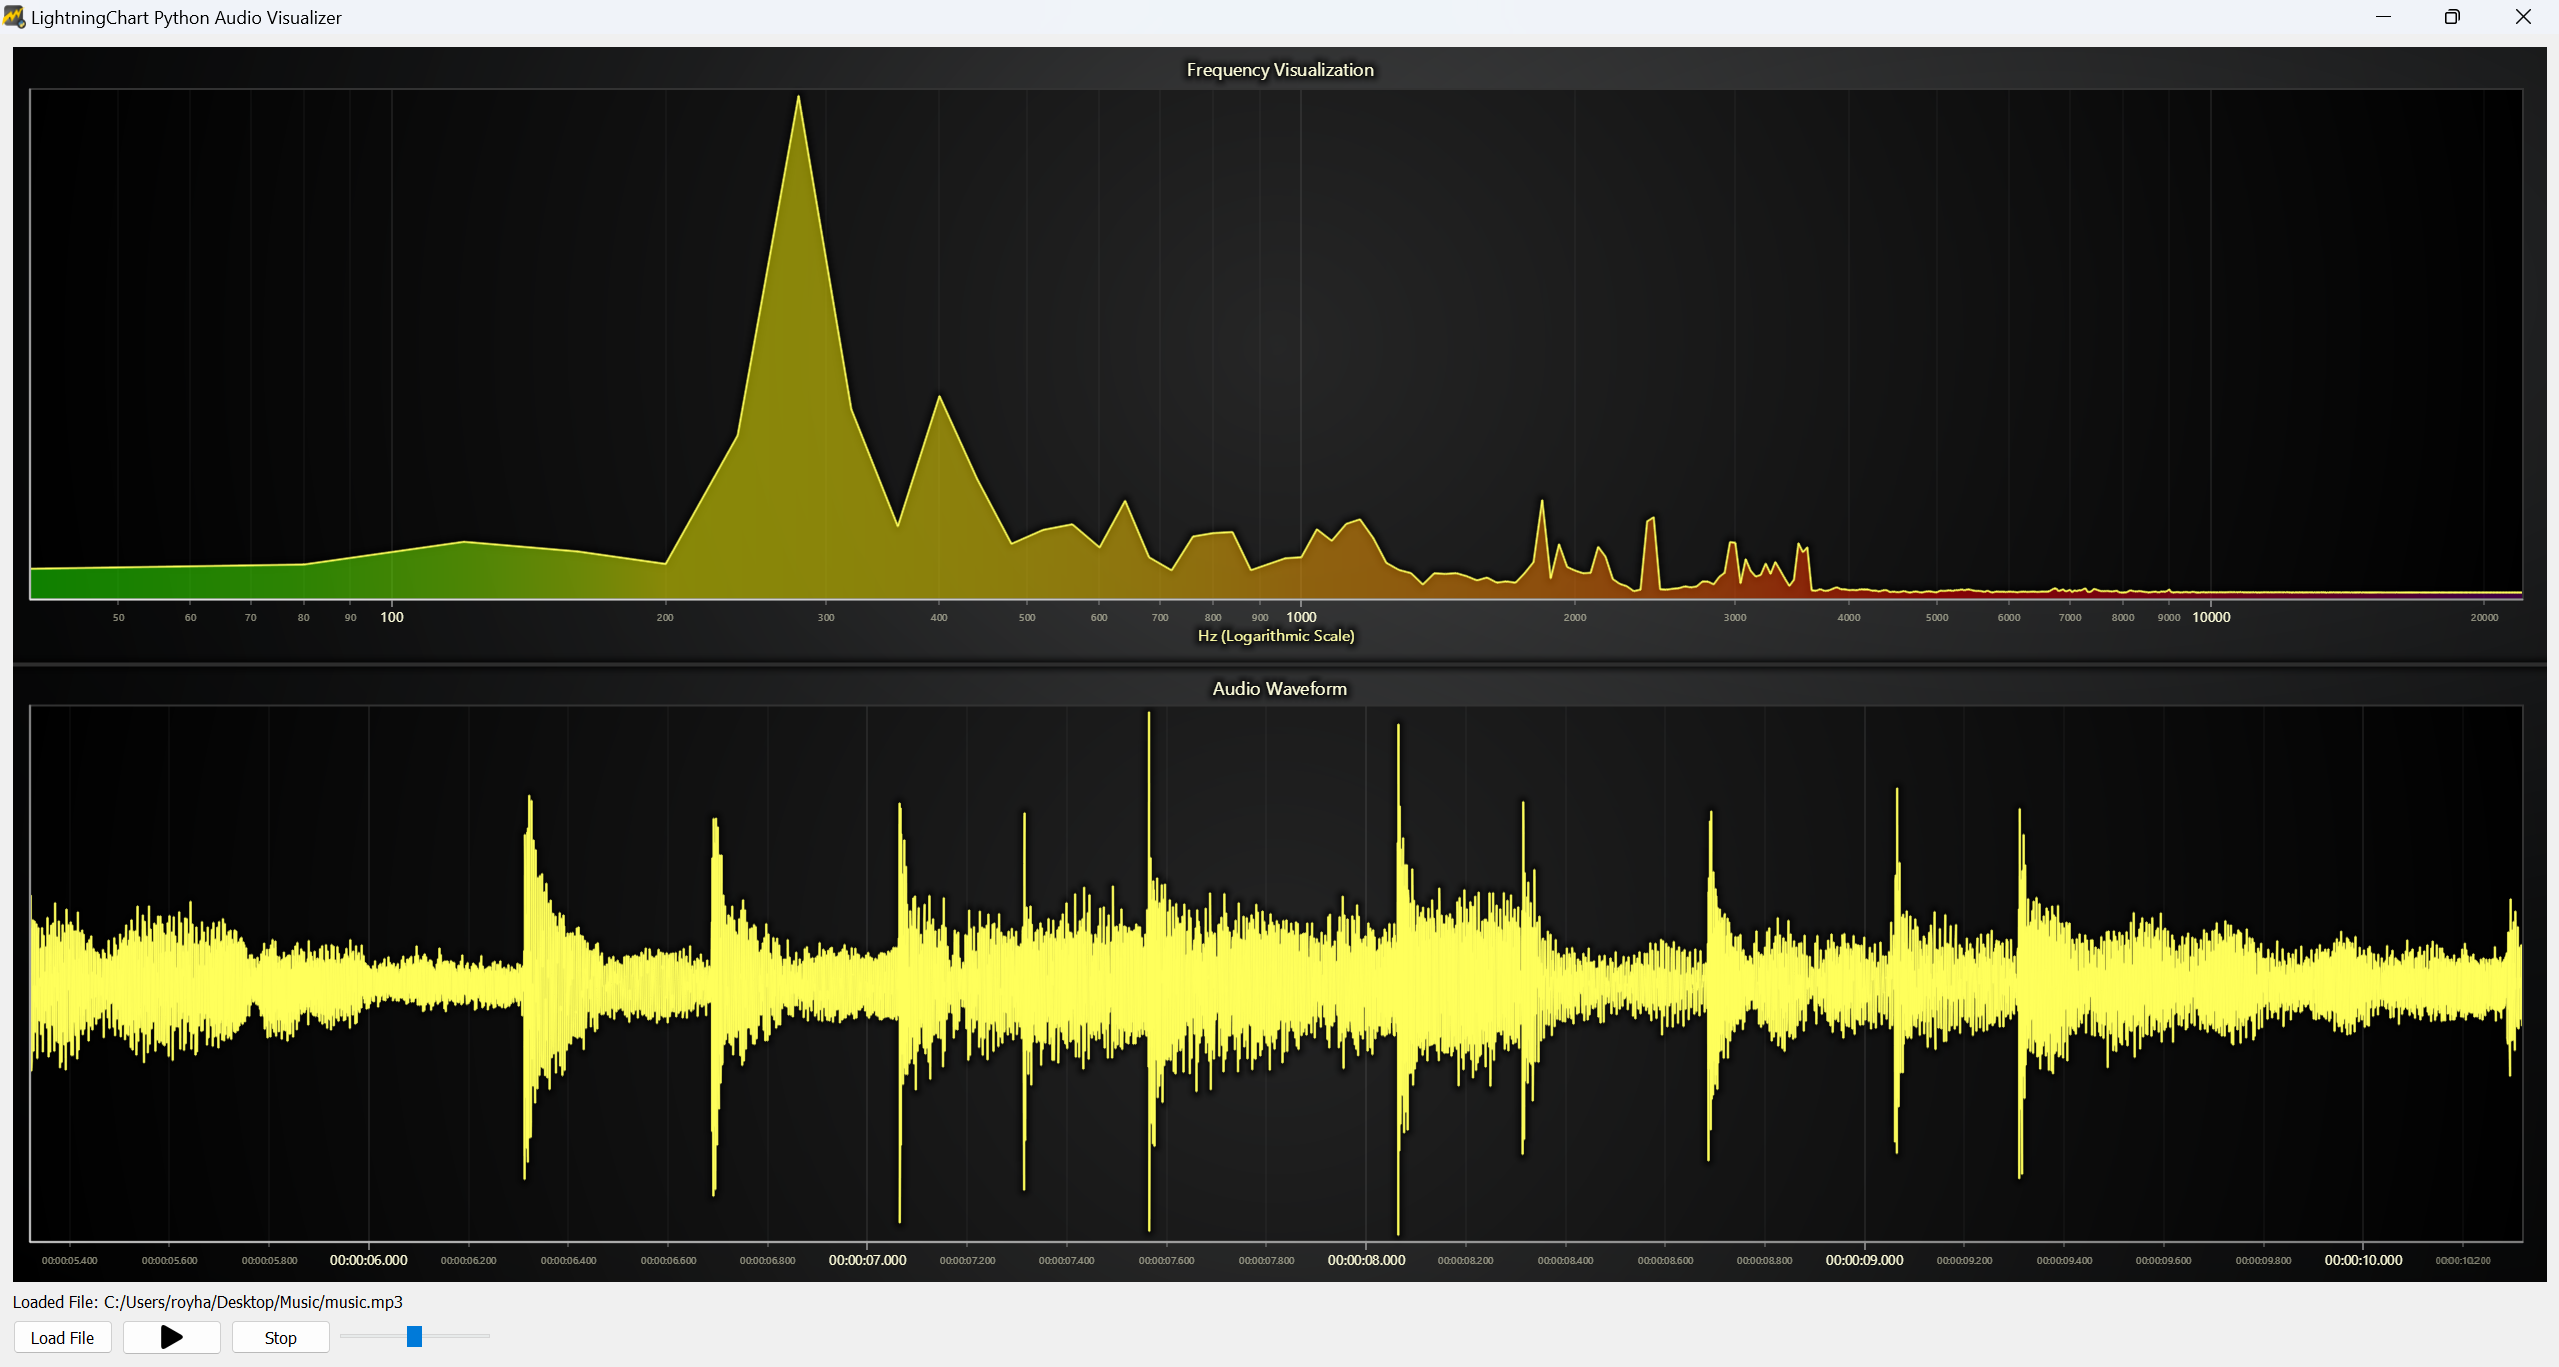 LightningChart Python Audio Visualizer
Frequency Visualization
50 60 70 80 90 100 200 300 400 500 600 700 800 900 1000 2000 3000 4000 5000 6000 7000 8000 9000 10000 20000
Hz (Logarithmic Scale)
Audio Waveform
00:00:05.400 00:00:05.600 00:00:05.800 00:00:06.000 00:00:06.200 00:00:06.400 00:00:06.600 00:00:06.800 00:00:07.000 00:00:07.200 00:00:07.400 00:00:07.600 00:00:07.800 00:00:08.000 00:00:08.200 00:00:08.400 00:00:08.600 00:00:08.800 00:00:09.000 00:00:09.200 00:00:09.400 00:00:09.600 00:00:09.800 00:00:10.000 00:00:10.200
Loaded File: C:/Users/royha/Desktop/Music/music.mp3
Load File Stop